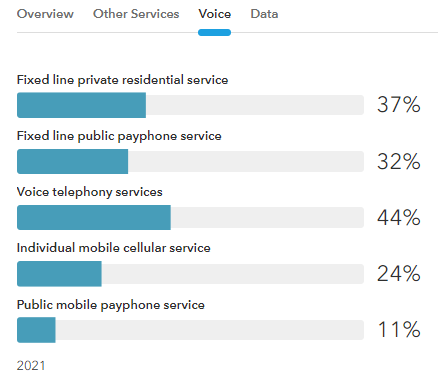 Overview Other Services Voice Data
Fixed line private residential service
37%
Fixed line public payphone service
32%
Voice telephony services
44%
Individual mobile cellular service
24%
Public mobile payphone service
11%
2021